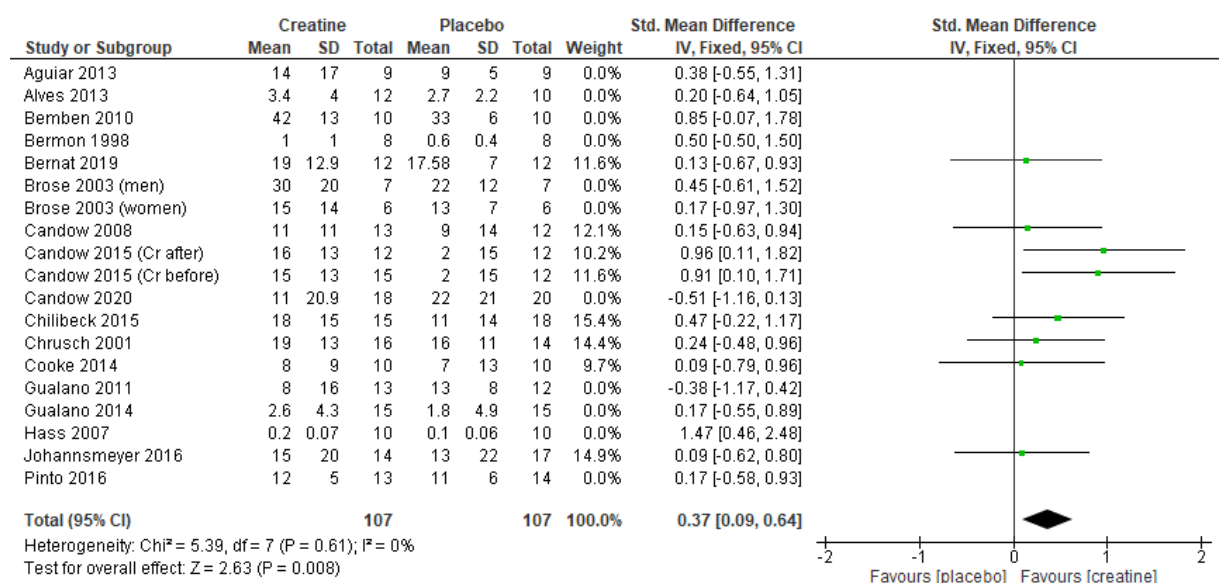 Creatine Placebo Std. Mean Difference Std. Mean Difference
Study or Subgroup Mean SD Total Mean SD Total Weight IV, Fixed, 95% CI IV, Fixed, 95% CI
Aguiar 2013 14 17 9 9 5 9 0.0% 0.38 [-0.55, 1.31]
Alves 2013 3.4 4 12 2.7 2.2 10 0.0% 0.20 [-0.64, 1.05]
Bemben 2010 42 13 10 33 6 10 0.0% 0.85 [-0.07, 1.78]
Bermon 1998 1 1 8 0.6 0.4 8 0.0% 0.50 [-0.50, 1.50]
Bernat 2019 19 12.9 12 17.58 7 12 11.6% 0.13 [-0.67, 0.93]
Brose 2003 (men) 30 20 7 22 12 7 0.0% 0.45 [-0.61, 1.52]
Brose 2003 (women) 15 14 6 13 7 6 0.0% 0.17 [-0.97, 1.30]
Candow 2008 11 11 13 9 14 12 12.1% 0.15 [-0.63, 0.94]
Candow 2015 (Cr after) 16 13 12 2 15 12 10.2% 0.96 [0.11, 1.82]
Candow 2015 (Cr before) 15 13 15 2 15 12 11.6% 0.91 [0.10, 1.71]
Candow 2020 11 20.9 18 22 21 20 0.0% -0.51 [-1.16, 0.13]
Chilibeck 2015 18 15 15 11 14 18 15.4% 0.47 [-0.22, 1.17]
Chrusch 2001 19 13 16 16 11 14 14.4% 0.24 [-0.48, 0.96]
Cooke 2014 8 9 10 7 13 10 9.7% 0.09 [-0.79, 0.96]
Gualano 2011 8 16 13 13 8 12 0.0% -0.38 [-1.17, 0.42]
Gualano 2014 2.6 4.3 15 1.8 4.9 15 0.0% 0.17 [-0.55, 0.89]
Hass 2007 0.2 0.07 10 0.1 0.06 10 0.0% 1.47 [0.46, 2.48]
Johannsmeyer 2016 15 20 14 13 22 17 14.9% 0.09 [-0.62, 0.80]
Pinto 2016 12 5 13 11 6 14 0.0% 0.17 [-0.58, 0.93]
Total (95% CI) 107 107 100.0% 0.37 [0.09, 0.64]
Heterogeneity: Chi² = 5.39, df = 7 (P = 0.61); I² = 0%
Test for overall effect: Z = 2.63 (P = 0.008)
-2 -1 0 1 2
Favours [placebo] Favours [creatine]